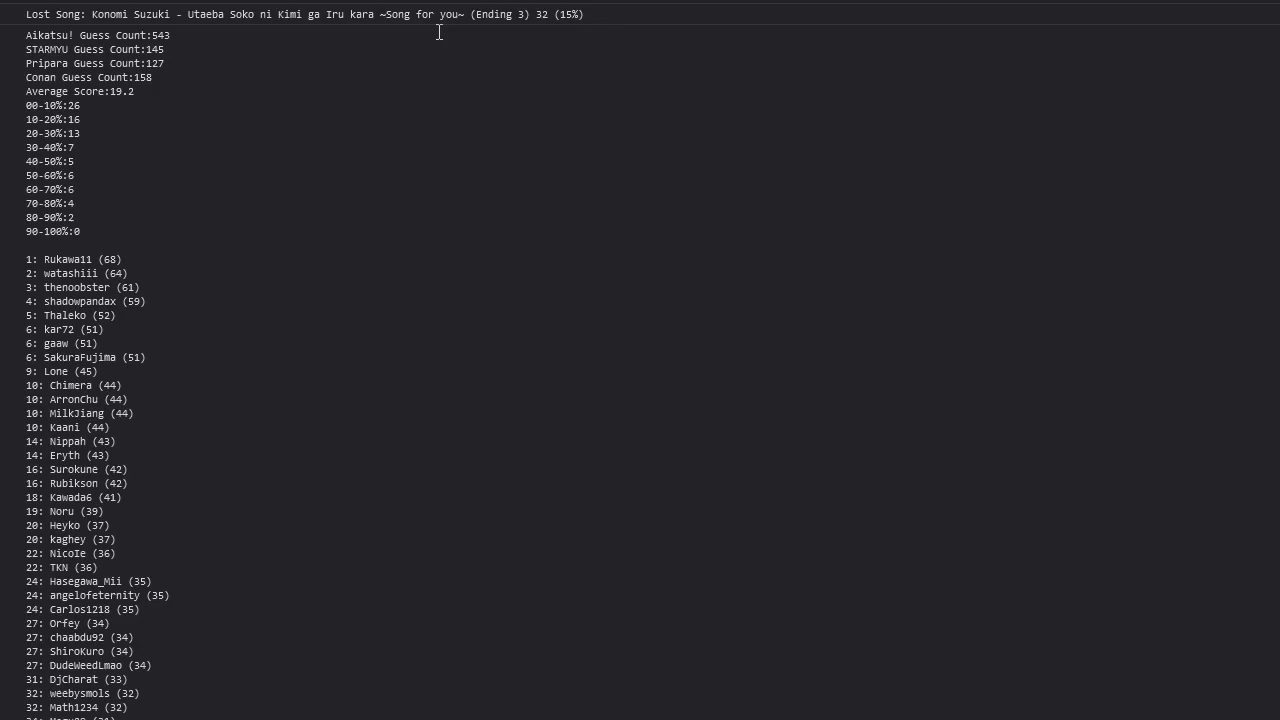 Lost Song: Konomi Suzuki - Utaeba Soko ni Kimi ga Iru kara ~Song for you~ (Ending 3) 32 (15%)
Aikatsu! Guess Count:543
STARMYU Guess Count:145
Pripara Guess Count:127
Conan Guess Count:158
Average Score:19.2
00-10%:26
10-20%:16
20-30%:13
30-40%:7
40-50%:5
50-60%:6
60-70%:6
70-80%:4
80-90%:2
90-100%:0
1: Rukawa11 (68)
2: watashiii (64)
3: thenoobster (61)
4: shadowpandax (59)
5: Thaleko (52)
6: kar72 (51)
6: gaaw (51)
6: SakuraFujima (51)
9: Lone (45)
10: Chimera (44)
10: ArronChu (44)
10: MilkJiang (44)
10: Kaani (44)
14: Nippah (43)
14: Eryth (43)
16: Surokune (42)
16: Rubikson (42)
18: Kawada6 (41)
19: Noru (39)
20: Heyko (37)
20: kaghey (37)
22: NicoIe (36)
22: TKN (36)
24: Hasegawa_Mii (35)
24: angelofeternity (35)
24: Carlos1218 (35)
27: Orfey (34)
27: chaabdu92 (34)
27: ShiroKuro (34)
27: DudeWeedLmao (34)
31: DjCharat (33)
32: weebysmols (32)
32: Math1234 (32)